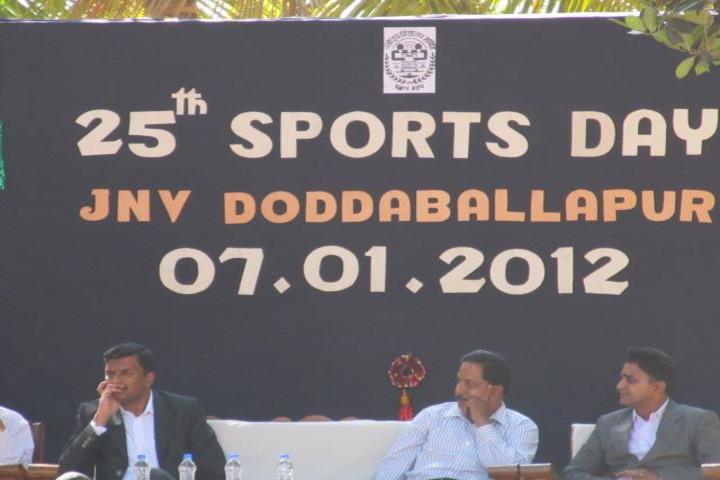 25th SPORTS DAY
JNV DODDABALLAPUR
07.01.2012